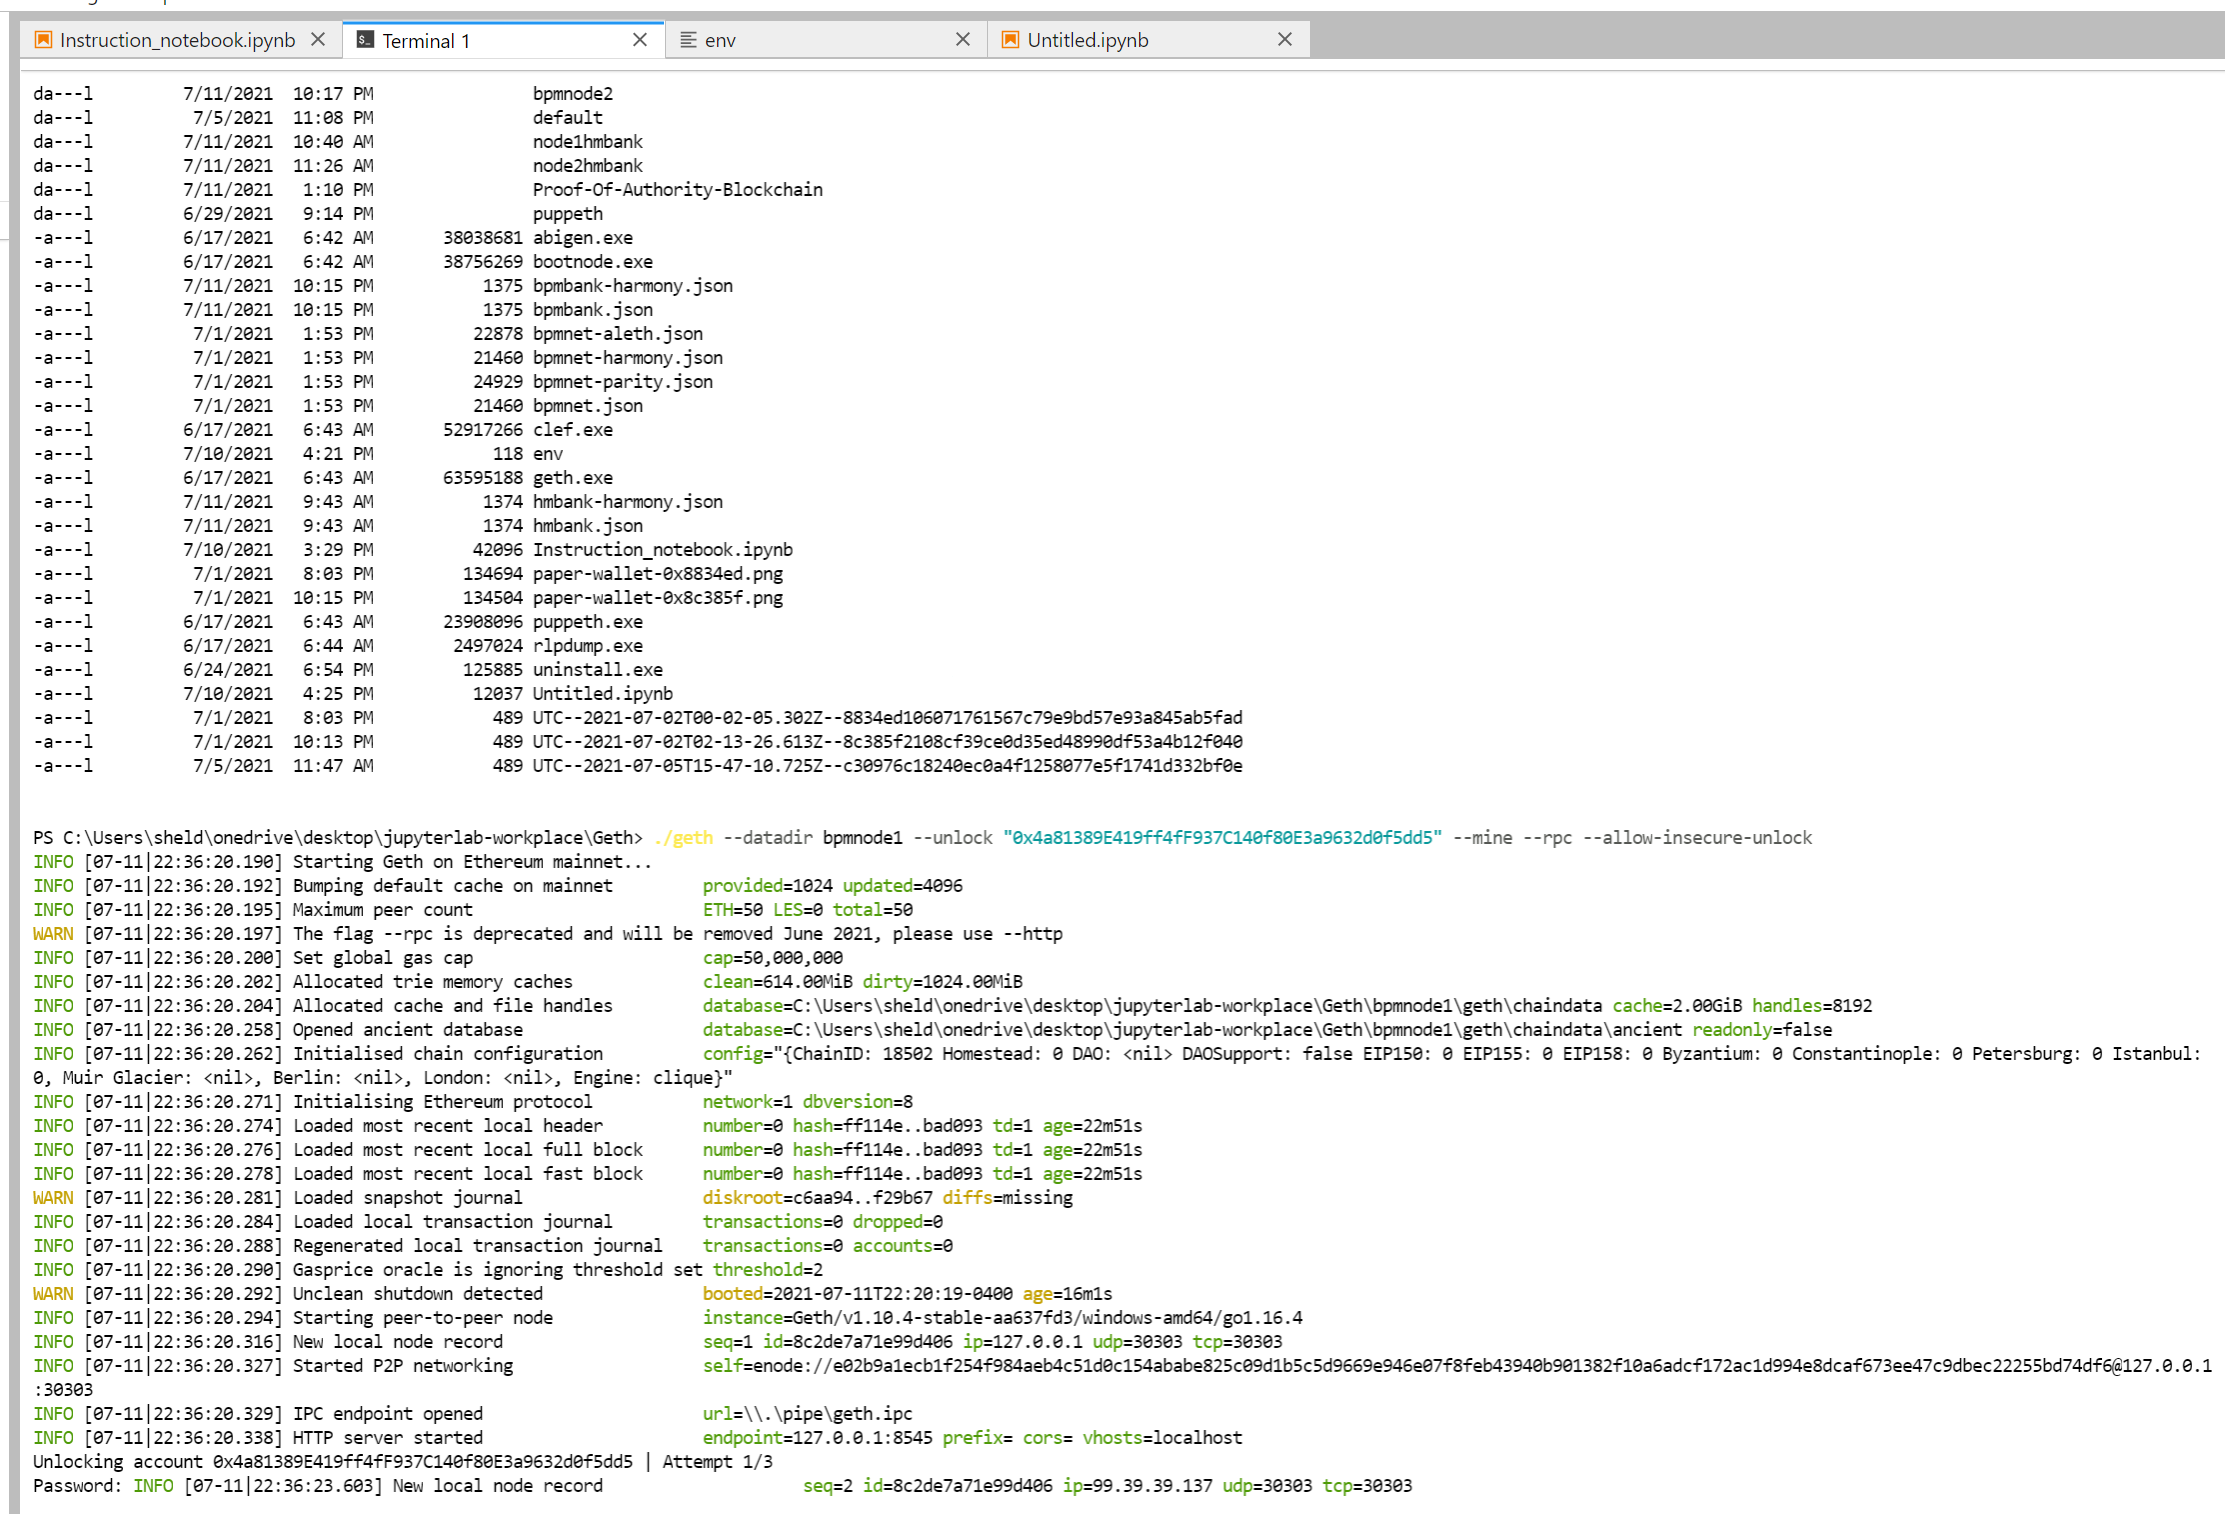 Instruction_notebook.ipynb
Terminal 1
env
Untitled.ipynb
da---l 7/11/2021 10:17 PM bpmnode2
da---l 7/5/2021 11:08 PM default
da---l 7/11/2021 10:40 AM node1hmbank
da---l 7/11/2021 11:26 AM node2hmbank
da---l 7/11/2021 1:10 PM Proof-Of-Authority-Blockchain
da---l 6/29/2021 9:14 PM puppeth
-a---l 6/17/2021 6:42 AM 38038681 abigen.exe
-a---l 6/17/2021 6:42 AM 38756269 bootnode.exe
-a---l 7/11/2021 10:15 PM 1375 bpmbank-harmony.json
-a---l 7/11/2021 10:15 PM 1375 bpmbank.json
-a---l 7/1/2021 1:53 PM 22878 bpmnet-aleth.json
-a---l 7/1/2021 1:53 PM 21460 bpmnet-harmony.json
-a---l 7/1/2021 1:53 PM 24929 bpmnet-parity.json
-a---l 7/1/2021 1:53 PM 21460 bpmnet.json
-a---l 6/17/2021 6:43 AM 52917266 clef.exe
-a---l 7/10/2021 4:21 PM 118 env
-a---l 6/17/2021 6:43 AM 63595188 geth.exe
-a---l 7/11/2021 9:43 AM 1374 hmbank-harmony.json
-a---l 7/11/2021 9:43 AM 1374 hmbank.json
-a---l 7/10/2021 3:29 PM 42096 Instruction_notebook.ipynb
-a---l 7/1/2021 8:03 PM 134694 paper-wallet-0x8834ed.png
-a---l 7/1/2021 10:15 PM 134504 paper-wallet-0x8c385f.png
-a---l 6/17/2021 6:43 AM 23908096 puppeth.exe
-a---l 6/17/2021 6:44 AM 2497024 rlpdump.exe
-a---l 6/24/2021 6:54 PM 125885 uninstall.exe
-a---l 7/10/2021 4:25 PM 12037 Untitled.ipynb
-a---l 7/1/2021 8:03 PM 489 UTC--2021-07-02T00-02-05.302Z--8834ed106071761567c79e9bd57e93a845ab5fad
-a---l 7/1/2021 10:13 PM 489 UTC--2021-07-02T02-13-26.613Z--8c385f2108cf39ce0d35ed48990df53a4b12f040
-a---l 7/5/2021 11:47 AM 489 UTC--2021-07-05T15-47-10.725Z--c30976c18240ec0a4f1258077e5f1741d332bf0e
PS C:\Users\sheld\onedrive\desktop\jupyterlab-workplace\Geth> ./geth --datadir bpmnode1 --unlock "0x4a81389E419ff4fF937C140f80E3a9632d0f5dd5" --mine --rpc --allow-insecure-unlock
INFO [07-11|22:36:20.190] Starting Geth on Ethereum mainnet...
INFO [07-11|22:36:20.192] Bumping default cache on mainnet provided=1024 updated=4096
INFO [07-11|22:36:20.195] Maximum peer count ETH=50 LES=0 total=50
WARN [07-11|22:36:20.197] The flag --rpc is deprecated and will be removed June 2021, please use --http
INFO [07-11|22:36:20.200] Set global gas cap cap=50,000,000
INFO [07-11|22:36:20.202] Allocated trie memory caches clean=614.00MiB dirty=1024.00MiB
INFO [07-11|22:36:20.204] Allocated cache and file handles database=C:\Users\sheld\onedrive\desktop\jupyterlab-workplace\Geth\bpmnode1\geth\chaindata cache=2.00GiB handles=8192
INFO [07-11|22:36:20.258] Opened ancient database database=C:\Users\sheld\onedrive\desktop\jupyterlab-workplace\Geth\bpmnode1\geth\chaindata\ancient readonly=false
INFO [07-11|22:36:20.262] Initialised chain configuration config="{ChainID: 18502 Homestead: 0 DAO: <nil> DAOSupport: false EIP150: 0 EIP155: 0 EIP158: 0 Byzantium: 0 Constantinople: 0 Petersburg: 0 Istanbul:
0, Muir Glacier: <nil>, Berlin: <nil>, London: <nil>, Engine: clique}"
INFO [07-11|22:36:20.271] Initialising Ethereum protocol network=1 dbversion=8
INFO [07-11|22:36:20.274] Loaded most recent local header number=0 hash=ff114e..bad093 td=1 age=22m51s
INFO [07-11|22:36:20.276] Loaded most recent local full block number=0 hash=ff114e..bad093 td=1 age=22m51s
INFO [07-11|22:36:20.278] Loaded most recent local fast block number=0 hash=ff114e..bad093 td=1 age=22m51s
WARN [07-11|22:36:20.281] Loaded snapshot journal diskroot=c6aa94..f29b67 diffs=missing
INFO [07-11|22:36:20.284] Loaded local transaction journal transactions=0 dropped=0
INFO [07-11|22:36:20.288] Regenerated local transaction journal transactions=0 accounts=0
INFO [07-11|22:36:20.290] Gasprice oracle is ignoring threshold set threshold=2
WARN [07-11|22:36:20.292] Unclean shutdown detected booted=2021-07-11T22:20:19-0400 age=16m1s
INFO [07-11|22:36:20.294] Starting peer-to-peer node instance=Geth/v1.10.4-stable-aa637fd3/windows-amd64/go1.16.4
INFO [07-11|22:36:20.316] New local node record seq=1 id=8c2de7a71e99d406 ip=127.0.0.1 udp=30303 tcp=30303
INFO [07-11|22:36:20.327] Started P2P networking self=enode://e02b9a1ecb1f254f984aeb4c51d0c154ababe825c09d1b5c5d9669e946e07f8feb43940b901382f10a6adcf172ac1d994e8dcaf673ee47c9dbec22255bd74df6@127.0.0.1
:30303
INFO [07-11|22:36:20.329] IPC endpoint opened url=\\.\pipe\geth.ipc
INFO [07-11|22:36:20.338] HTTP server started endpoint=127.0.0.1:8545 prefix= cors= vhosts=localhost
Unlocking account 0x4a81389E419ff4fF937C140f80E3a9632d0f5dd5 | Attempt 1/3
Password: INFO [07-11|22:36:23.603] New local node record seq=2 id=8c2de7a71e99d406 ip=99.39.39.137 udp=30303 tcp=30303